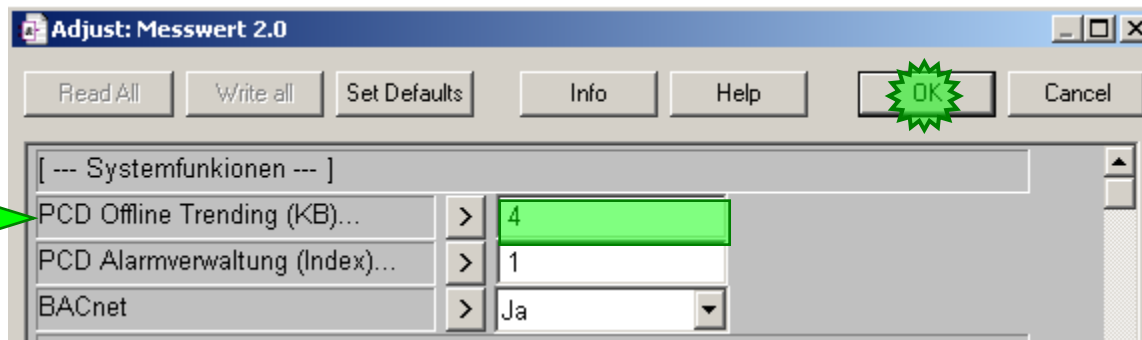 Adjust: Messwert 2.0
Read All Write all Set Defaults Info Help OK Cancel
[ --- Systemfunkionen --- ]
PCD Offline Trending (KB)... > 4
PCD Alarmverwaltung (Index)... > 1
BACnet > Ja